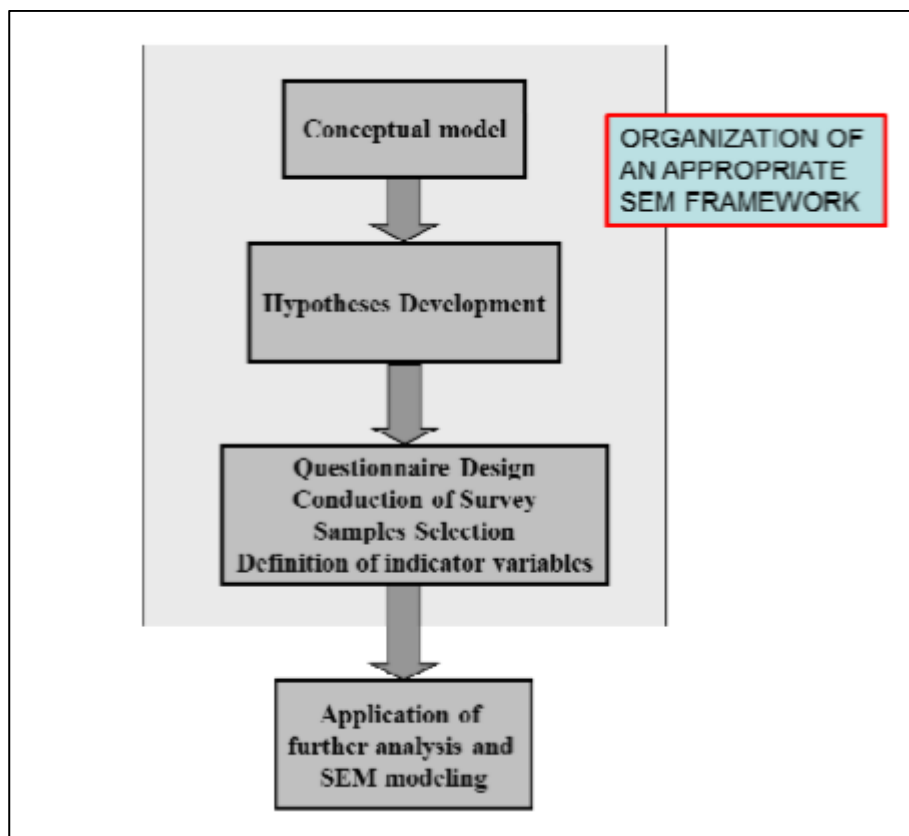 Conceptual model
ORGANIZATION OF
AN APPROPRIATE
SEM FRAMEWORK
Hypotheses Development
Questionnaire Design
Conduction of Survey
Samples Selection
Definition of indicator variables
Application of
further analysis and
SEM modeling